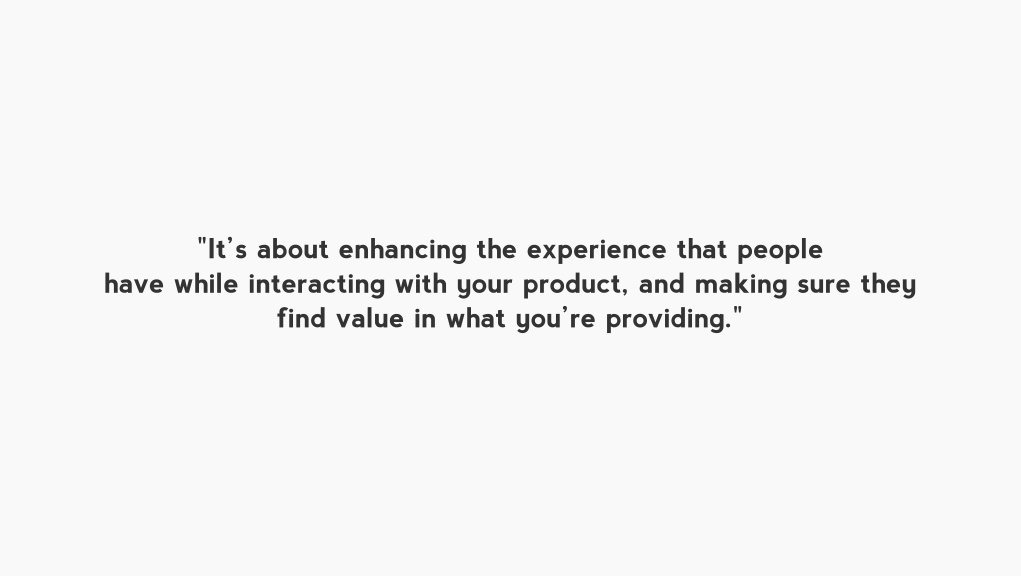 "It’s about enhancing the experience that people
have while interacting with your product, and making sure they
find value in what you’re providing."